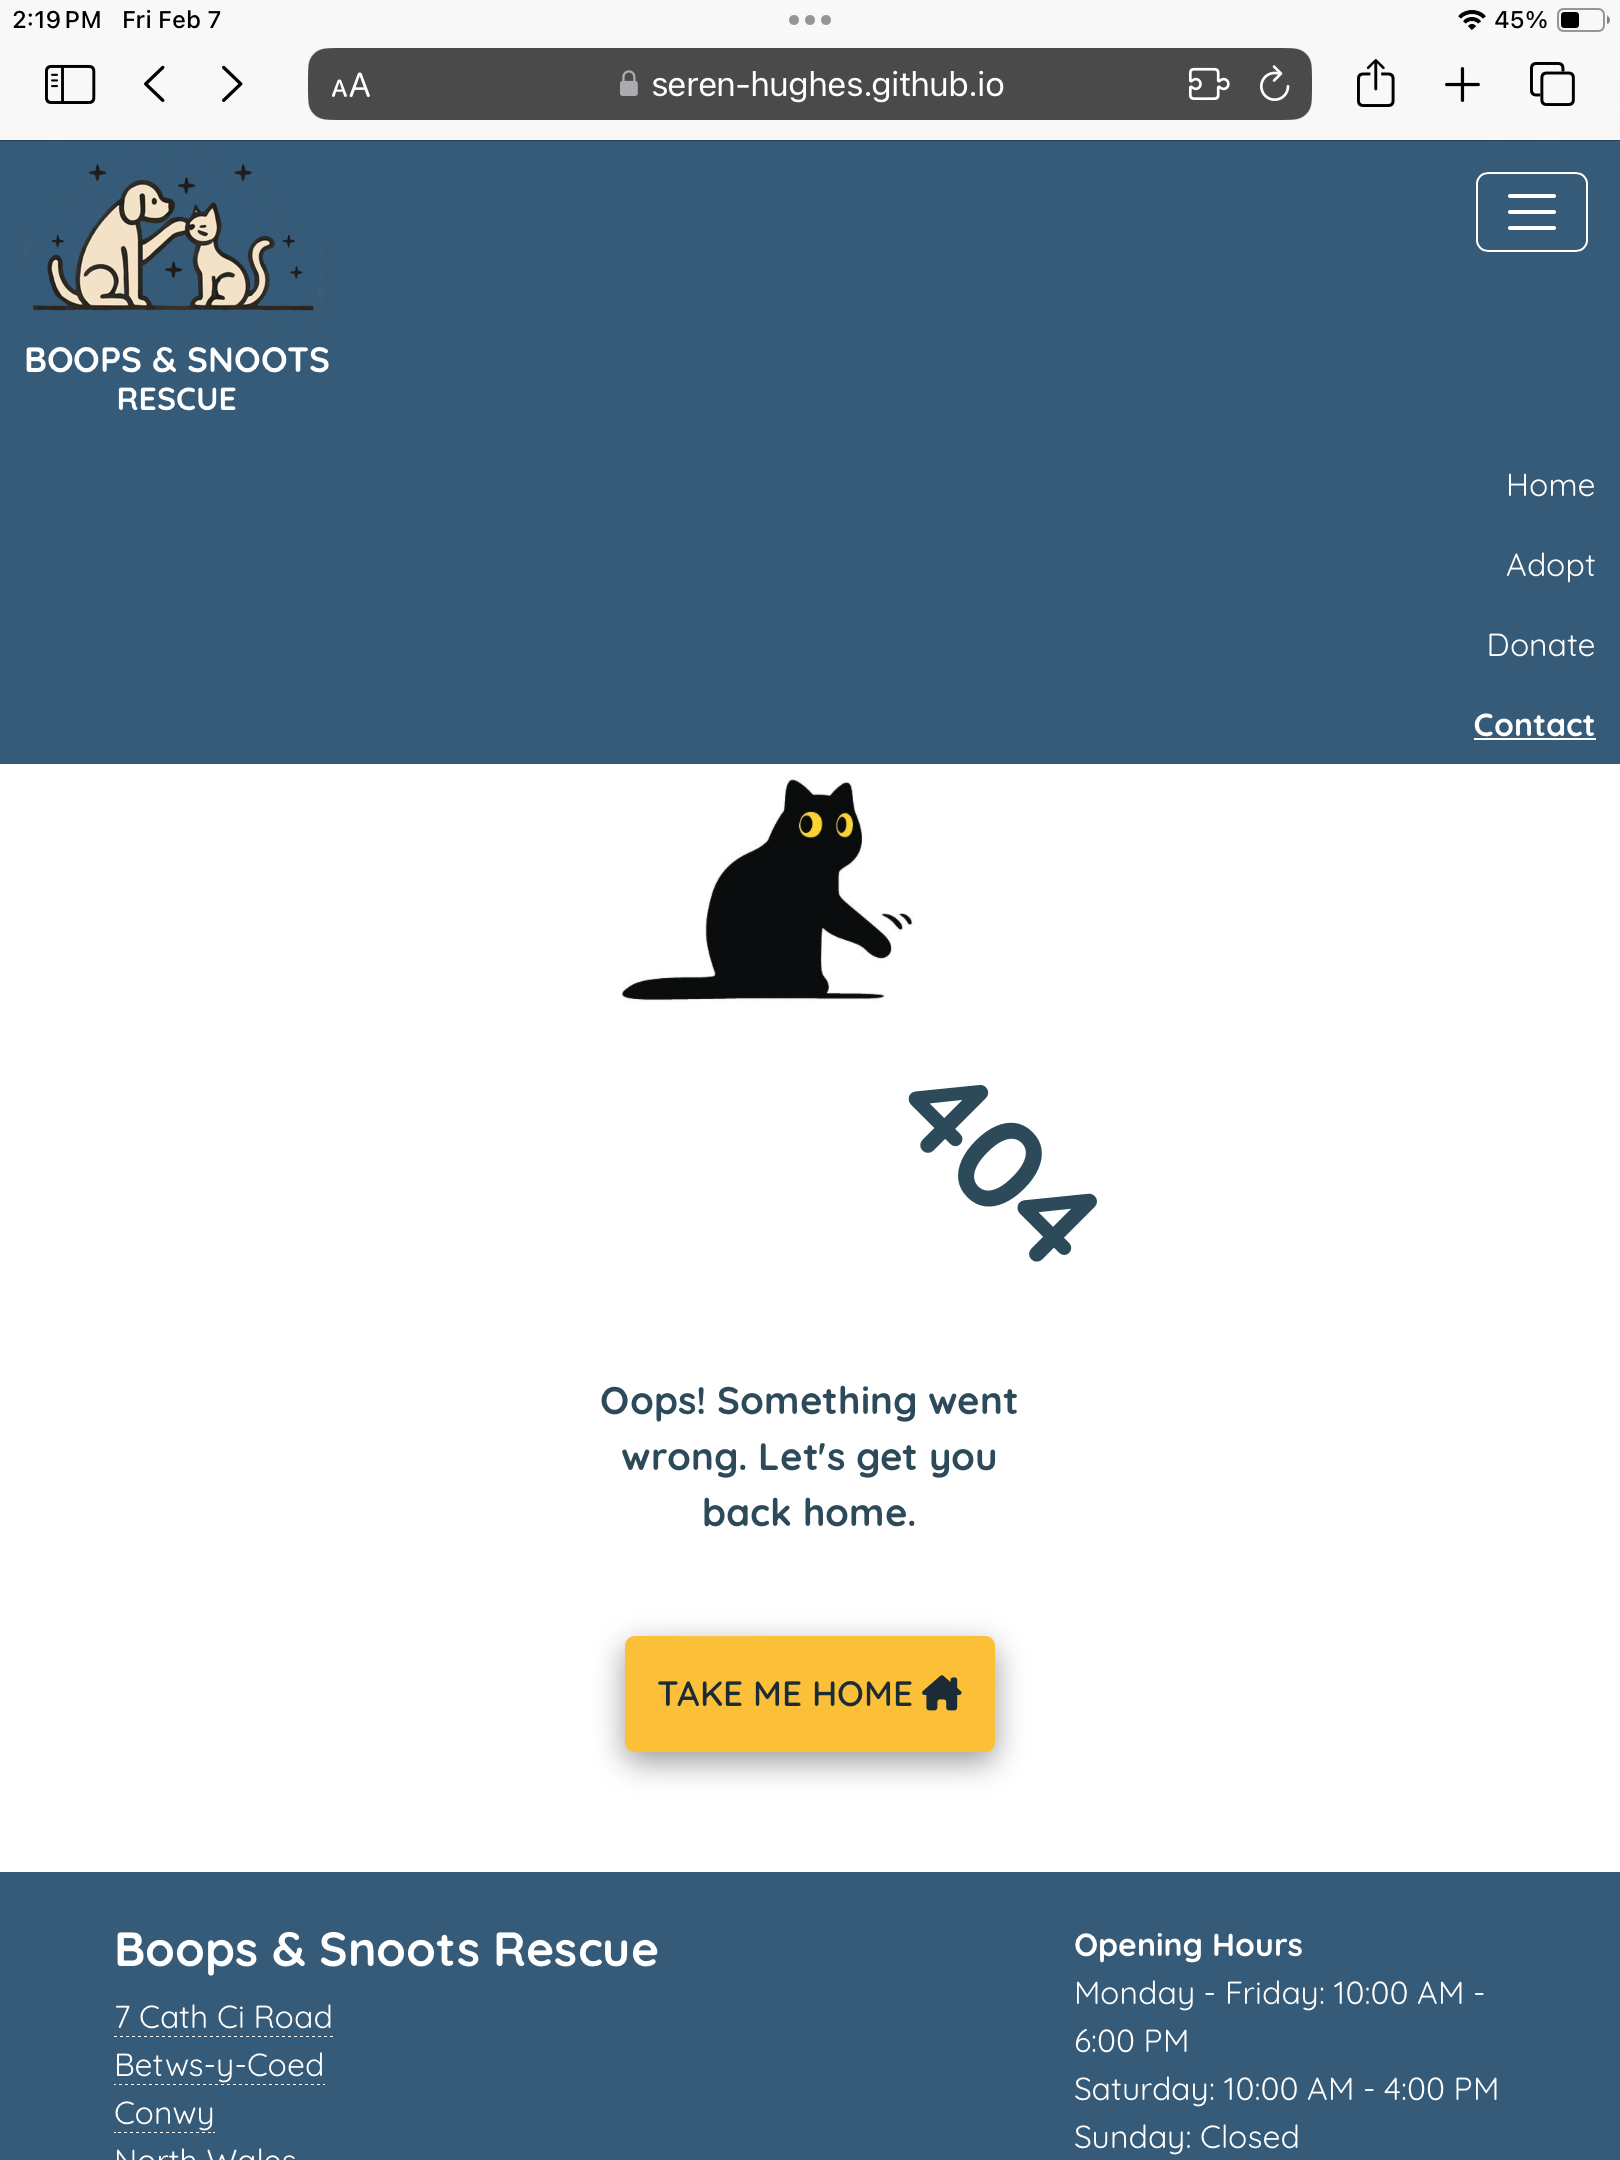 2:19 PM Fri Feb 7
45%
AA
seren-hughes.github.io
BOOPS & SNOOTS
RESCUE
Home
Adopt
Donate
Contact
404
Oops! Something went
wrong. Let's get you
back home.
TAKE ME HOME
Boops & Snoots Rescue
7 Cath Ci Road
Betws-y-Coed
Conwy
North Wales
Opening Hours
Monday - Friday: 10:00 AM -
6:00 PM
Saturday: 10:00 AM - 4:00 PM
Sunday: Closed